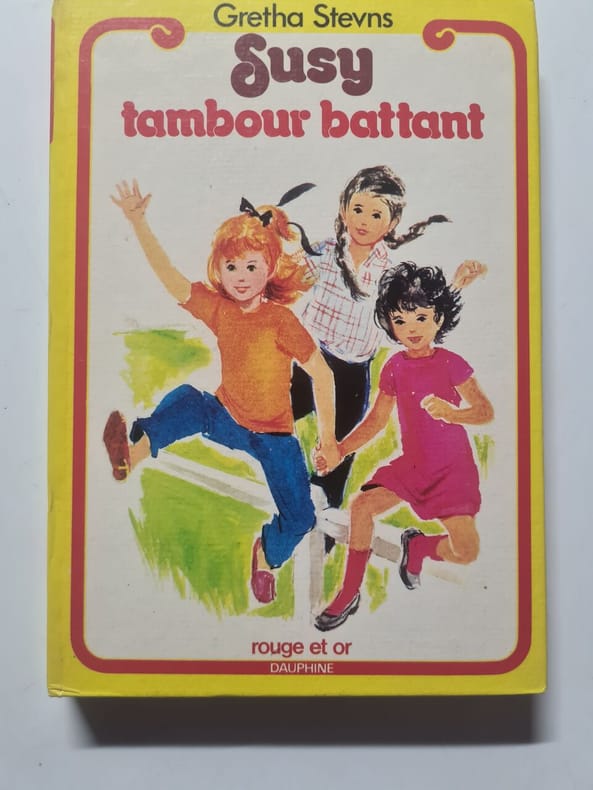 Gretha Stevns
Susy
tambour battant
rouge et or
DAUPHINE